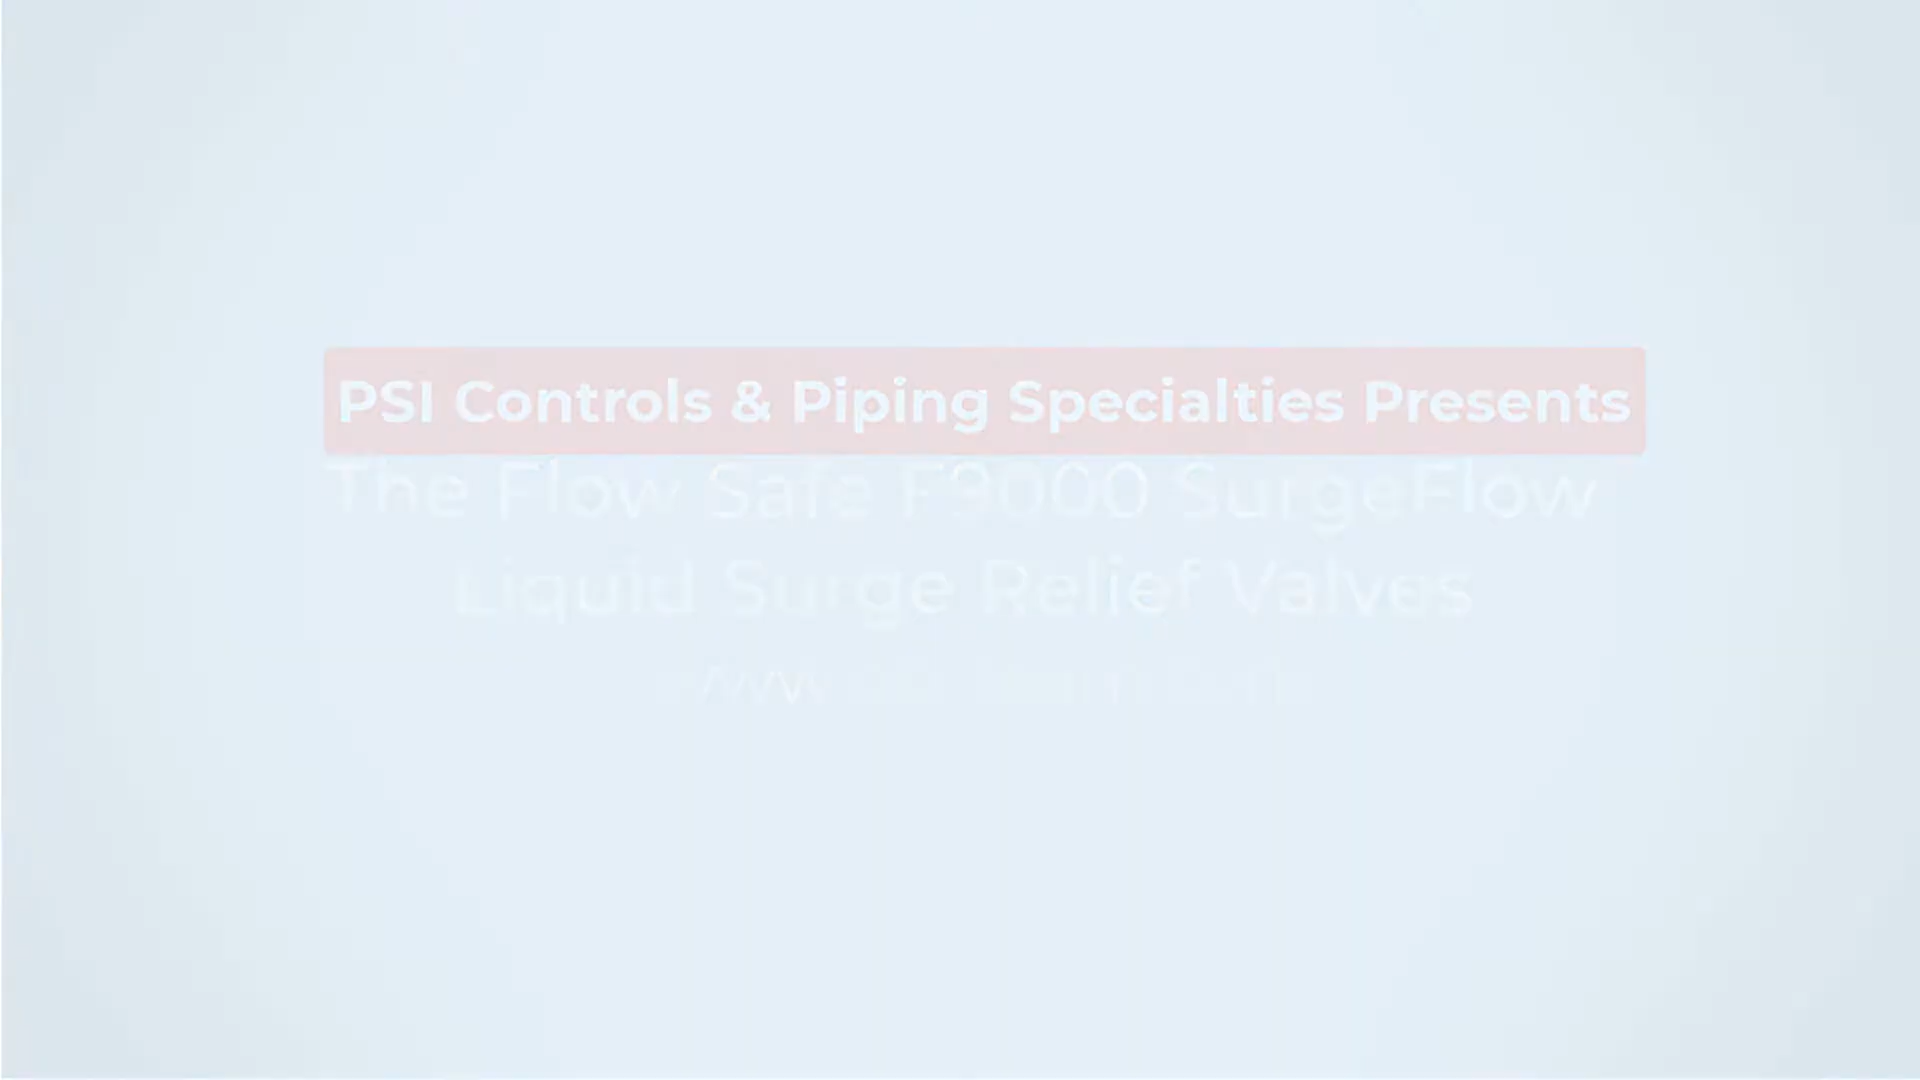 PSI Controls & Piping Specialties Presents
The Flow Safe F9000 SurgeFlow
Liquid Surge Relief Valves